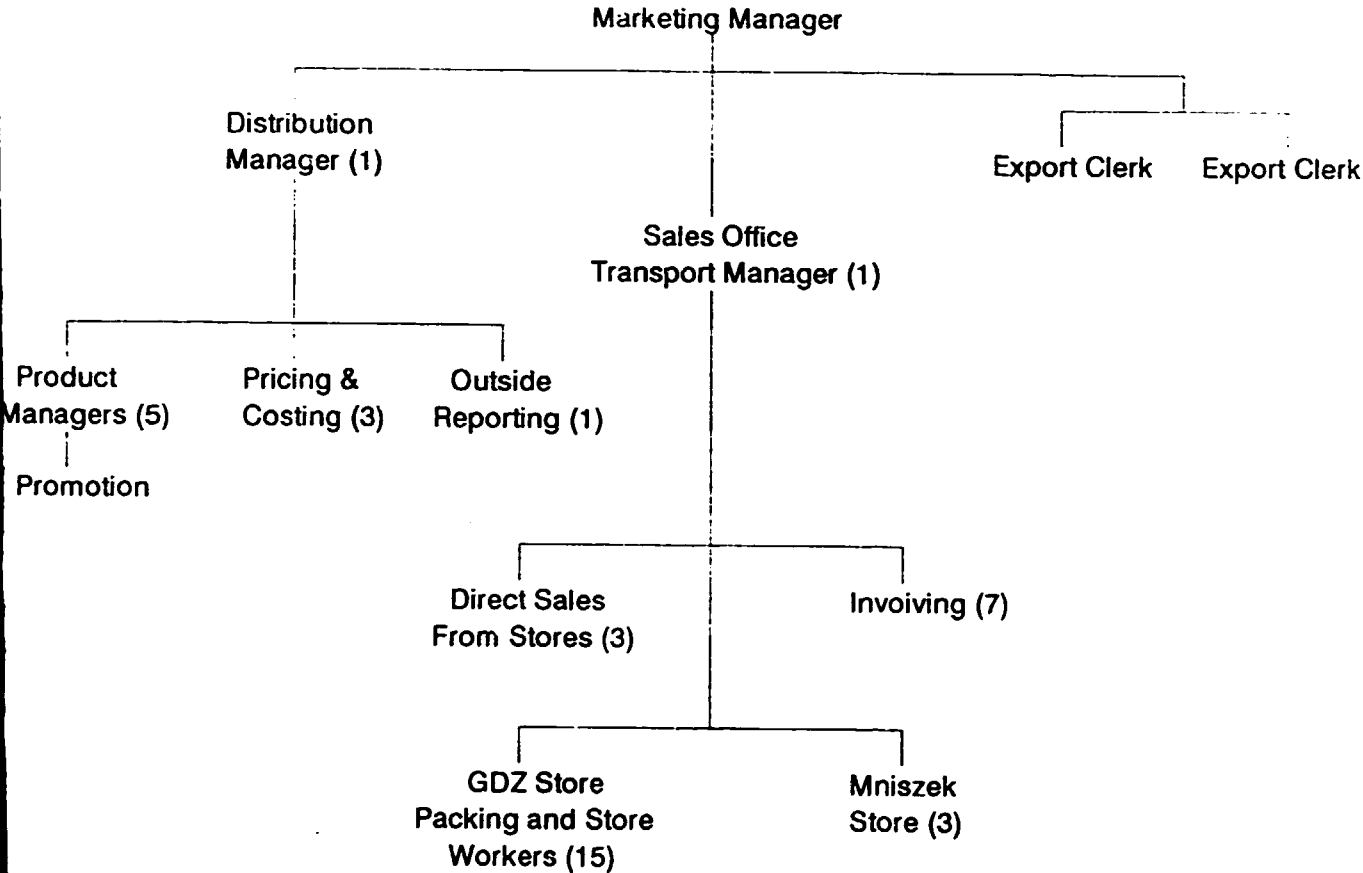 Marketing Manager
Distribution
Manager (1)
Export Clerk
Export Clerk
Sales Office
Transport Manager (1)
Product
Managers (5)
Pricing &
Costing (3)
Outside
Reporting (1)
Promotion
Direct Sales
From Stores (3)
Invoiving (7)
GDZ Store
Packing and Store
Workers (15)
Mniszek
Store (3)